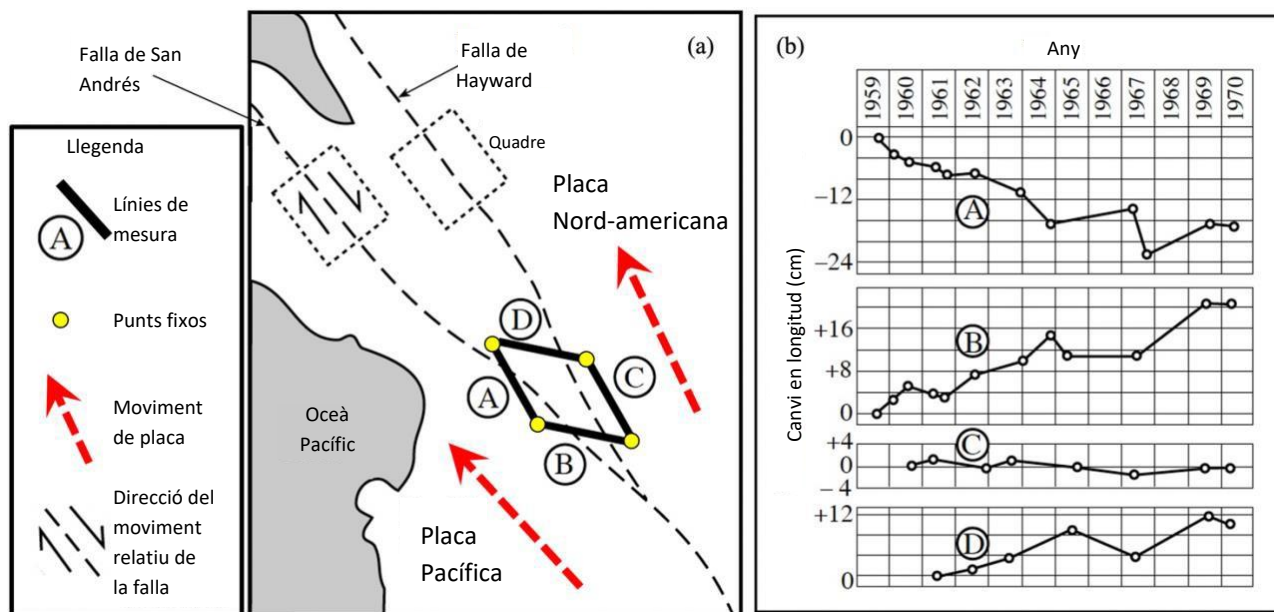 Llegenda
A
Línies de
mesura
Punts fixos
Moviment
de placa
Direcció del
moviment
relatiu de
la falla
(a)
Falla de San
Andrés
Falla de
Hayward
Quadre
Placa
Nord-americana
D
C
A
B
Oceà
Pacífic
Placa
Pacífica
(b)
Any
1959 1960 1961 1962 1963 1964 1965 1966 1967 1968 1969 1970
Canvi en longitud (cm)
0
−12
−24
A
+16
+8
0
B
+4
0
−4
C
+12
0
D